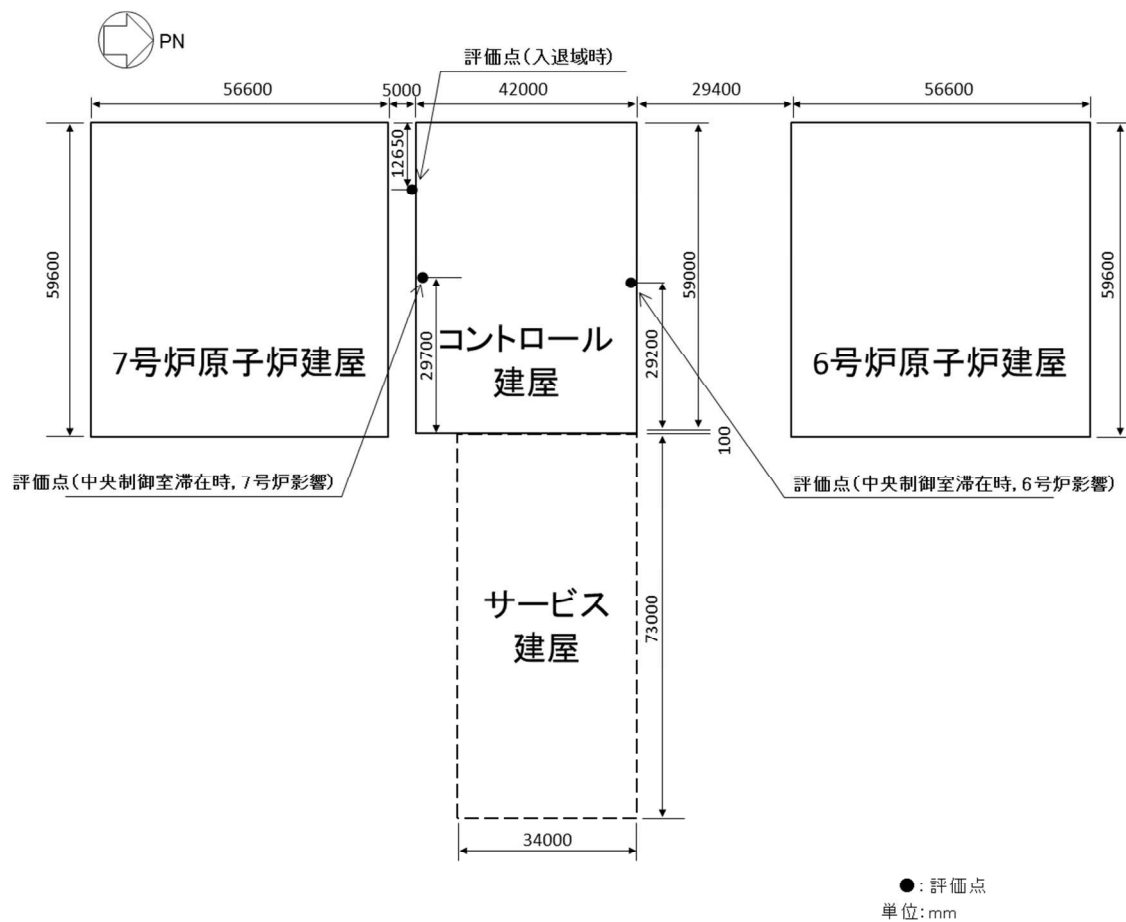 PN
評価点(入退域時)
56600
5000
42000
29400
56600
12650
59600
59000
59600
29700
29200
7号炉原子炉建屋
コントロール
建屋
6号炉原子炉建屋
100
評価点(中央制御室滞在時,7号炉影響)
評価点(中央制御室滞在時,6号炉影響)
サービス
建屋
73000
34000
●:評価点
単位:mm